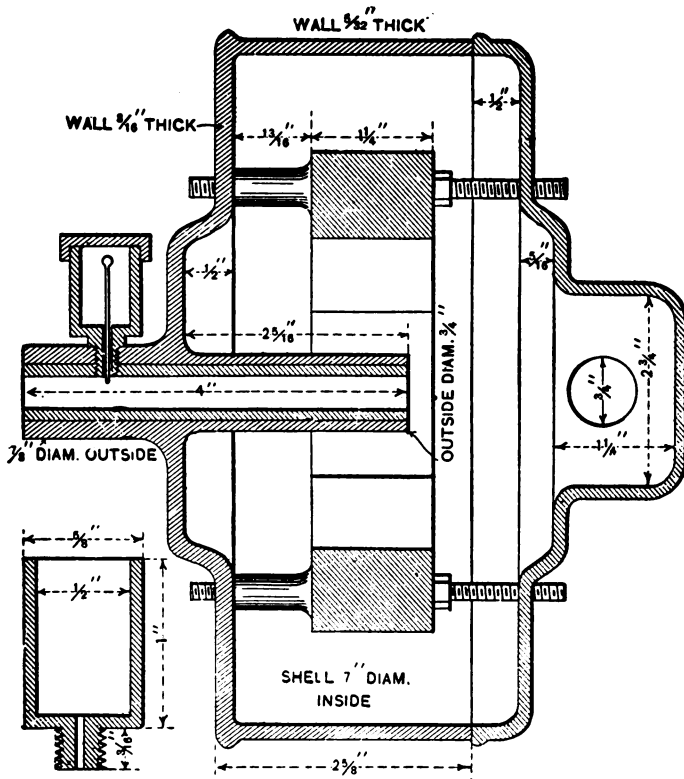 WALL 5/32" THICK
1/2"
WALL 5/16" THICK
13/16"
1 1/4"
1/2"
5/16"
2 5/16"
4"
OUTSIDE DIAM. 3/4"
3/4"
2 3/4"
1 1/4"
7/8" DIAM. OUTSIDE
5/8"
1/2"
1"
3/16"
SHELL 7" DIAM.
INSIDE
2 5/8"